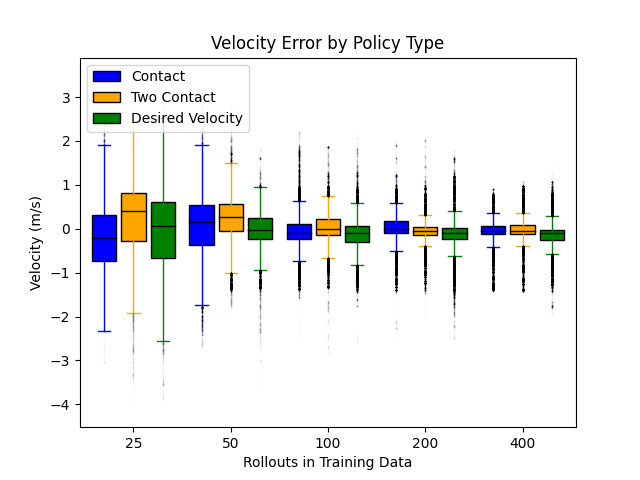 Velocity Error by Policy Type
Contact
Two Contact
Desired Velocity
Velocity (m/s)
3
2
1
0
−1
−2
−3
−4
25 50 100 200 400
Rollouts in Training Data